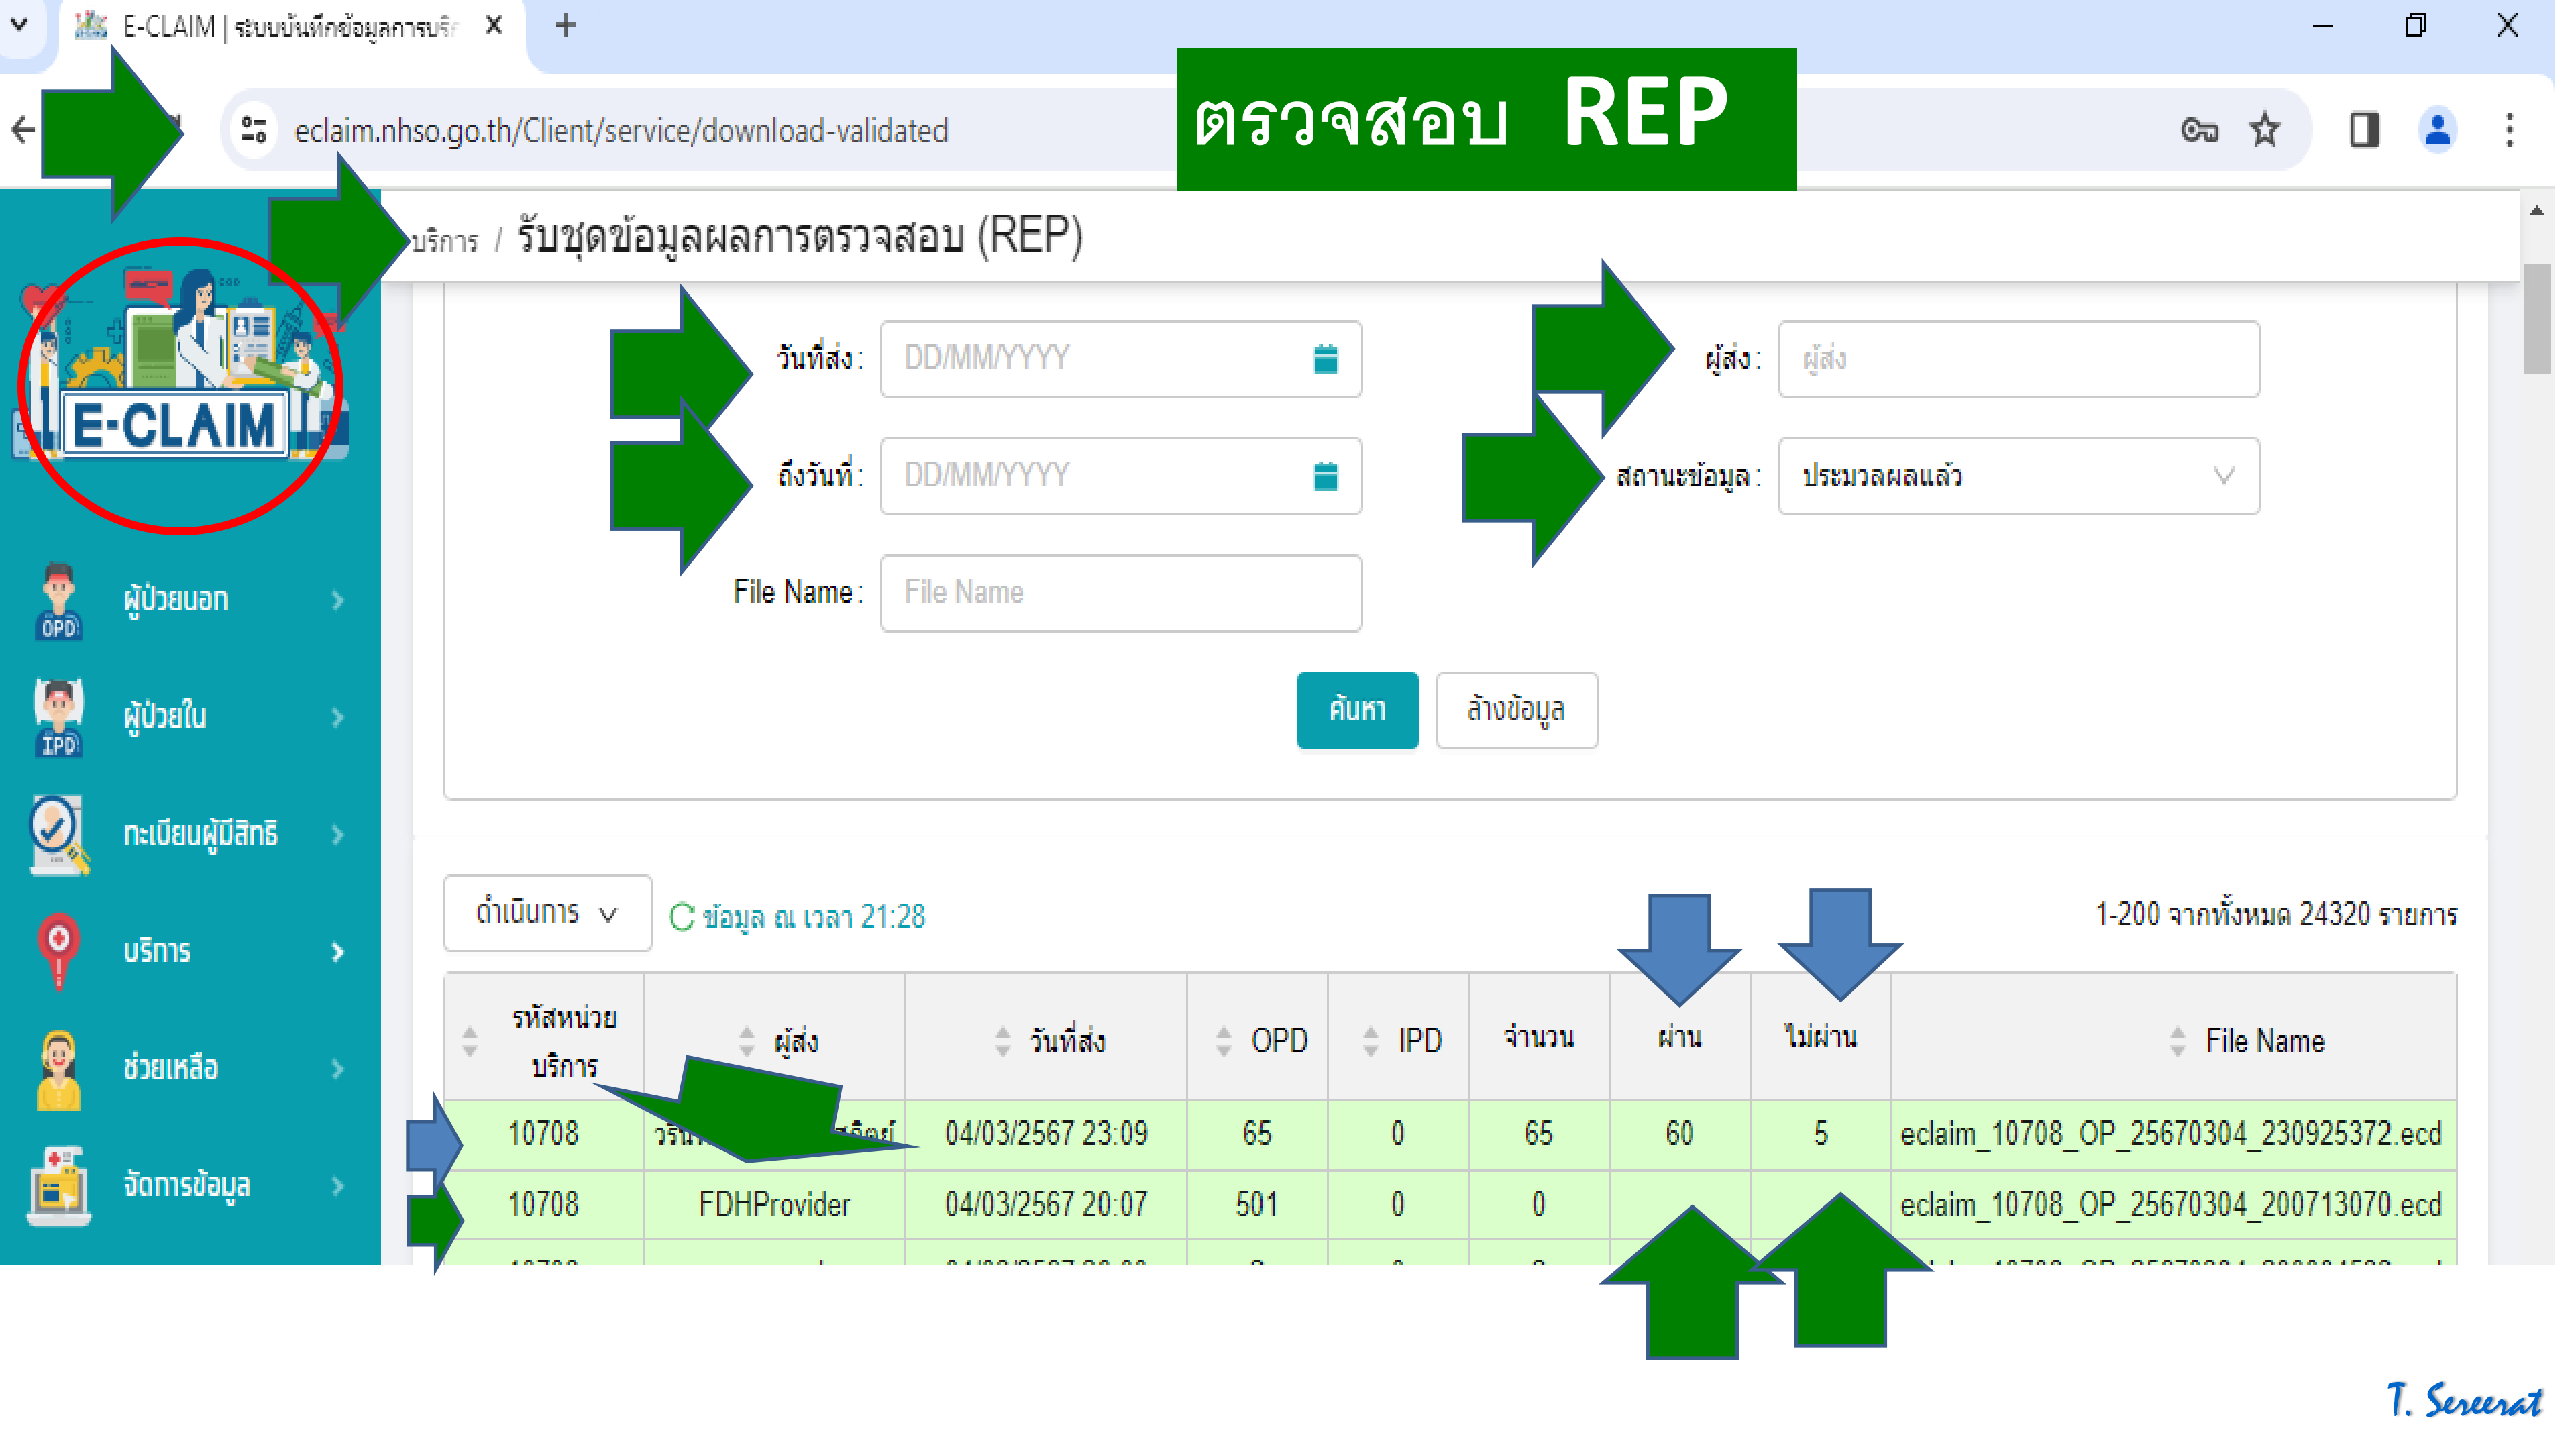 E-CLAIM | ระบบบันทึกข้อมูลการบริก
ตรวจสอบ REP
eclaim.nhso.go.th/Client/service/download-validated
บริการ / รับชุดข้อมูลผลการตรวจสอบ (REP)
E-CLAIM
วันที่ส่ง : DD/MM/YYYY
ผู้ส่ง : ผู้ส่ง
ถึงวันที่ : DD/MM/YYYY
สถานะข้อมูล : ประมวลผลแล้ว
File Name : File Name
ค้นหา ล้างข้อมูล
OPD ผู้ป่วยนอก
IPD ผู้ป่วยใน
ทะเบียนผู้มีสิทธิ
บริการ
ช่วยเหลือ
จัดการข้อมูล
ดำเนินการ ข้อมูล ณ เวลา 21:28 1-200 จากทั้งหมด 24320 รายการ
รหัสหน่วยบริการ ผู้ส่ง วันที่ส่ง OPD IPD จำนวน ผ่าน ไม่ผ่าน File Name
10708 04/03/2567 23:09 65 0 65 60 5 eclaim_10708_OP_25670304_230925372.ecd
10708 FDHProvider 04/03/2567 20:07 501 0 0 eclaim_10708_OP_25670304_200713070.ecd
T. Sereerat